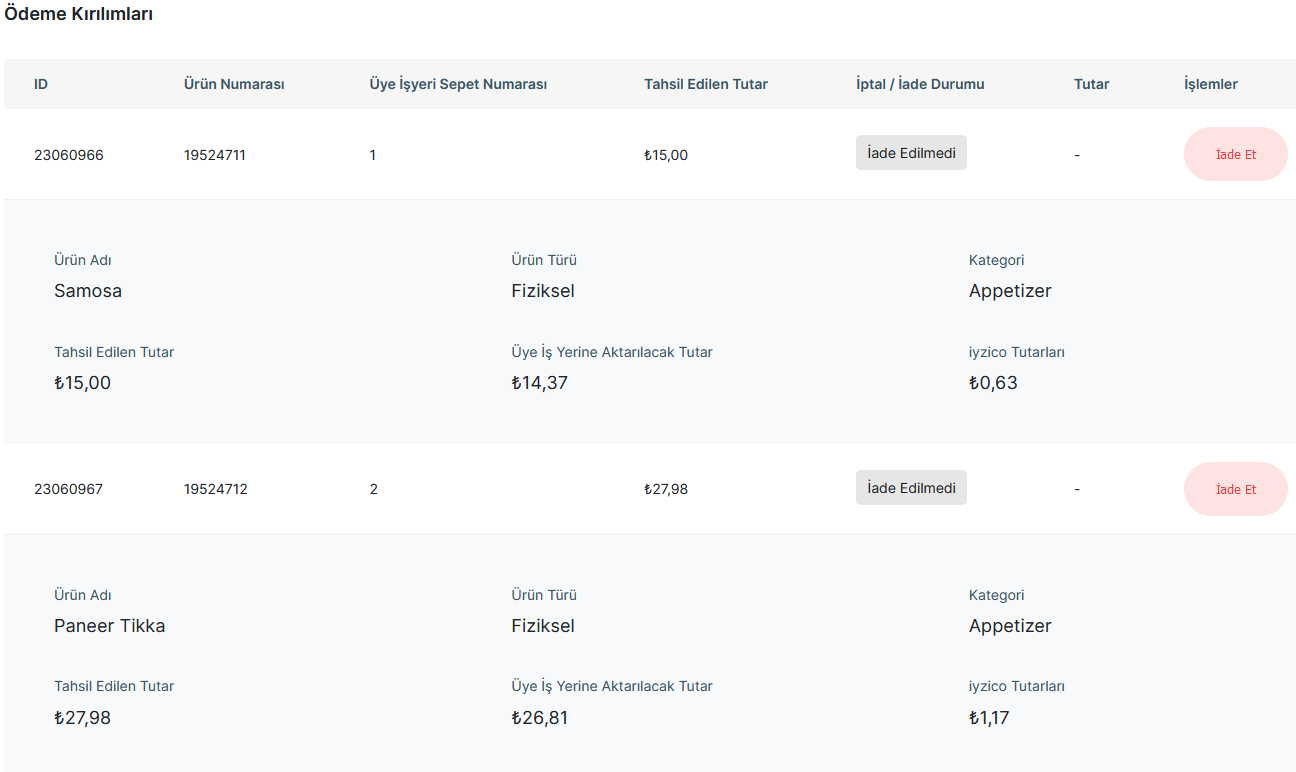 Ödeme Kırılımları
ID Ürün Numarası Üye İşyeri Sepet Numarası Tahsil Edilen Tutar İptal / İade Durumu Tutar İşlemler
23060966 19524711 1 ₺15,00 İade Edilmedi - İade Et
Ürün Adı Ürün Türü Kategori
Samosa Fiziksel Appetizer
Tahsil Edilen Tutar Üye İş Yerine Aktarılacak Tutar iyzico Tutarları
₺15,00 ₺14,37 ₺0,63
23060967 19524712 2 ₺27,98 İade Edilmedi - İade Et
Ürün Adı Ürün Türü Kategori
Paneer Tikka Fiziksel Appetizer
Tahsil Edilen Tutar Üye İş Yerine Aktarılacak Tutar iyzico Tutarları
₺27,98 ₺26,81 ₺1,17